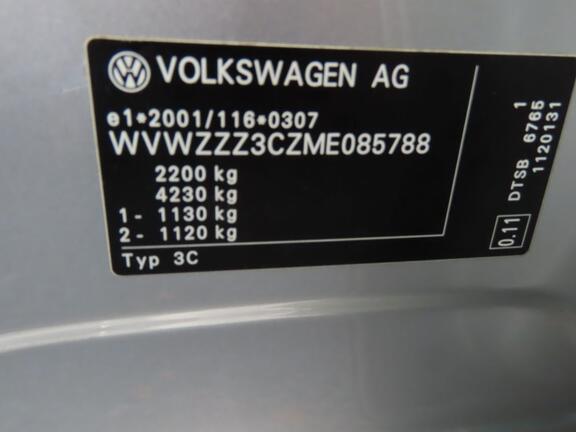 VOLKSWAGEN AG
e1*2001/116*0307
WVWZZZ3CZME085788
2200 kg
4230 kg
1- 1130 kg
2- 1120 kg
Typ 3C
0.11
DTSB 6765 1
1120131